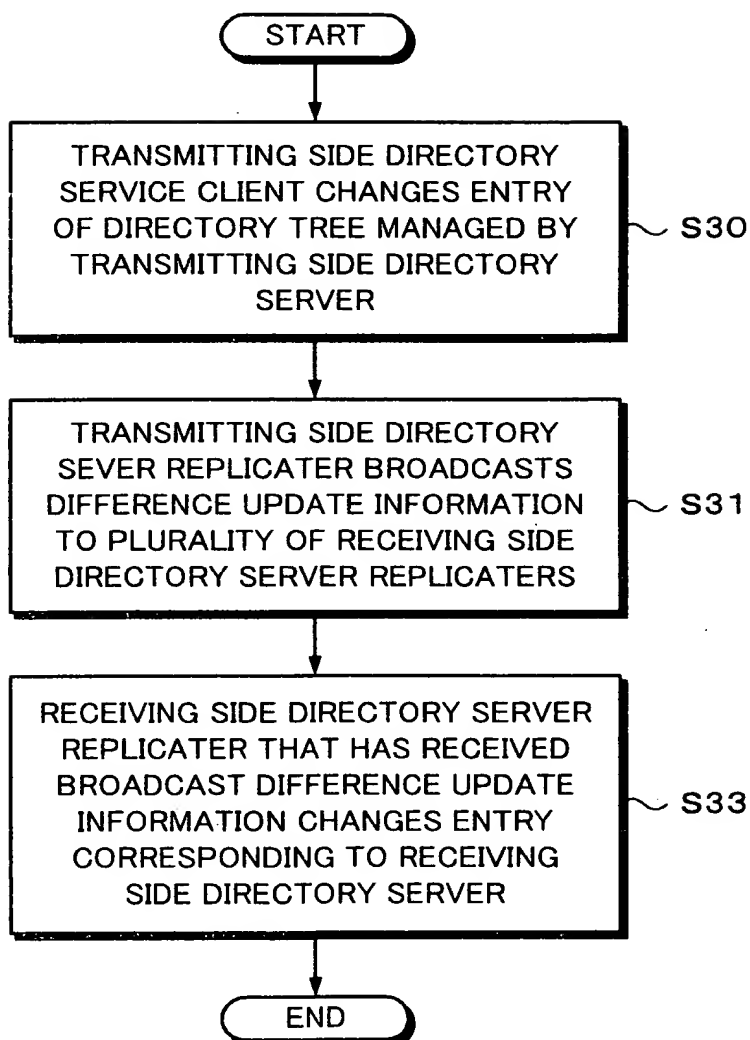 START
TRANSMITTING SIDE DIRECTORY
SERVICE CLIENT CHANGES ENTRY
OF DIRECTORY TREE MANAGED BY
TRANSMITTING SIDE DIRECTORY
SERVER
S30
TRANSMITTING SIDE DIRECTORY
SEVER REPLICATER BROADCASTS
DIFFERENCE UPDATE INFORMATION
TO PLURALITY OF RECEIVING SIDE
DIRECTORY SERVER REPLICATERS
S31
RECEIVING SIDE DIRECTORY SERVER
REPLICATER THAT HAS RECEIVED
BROADCAST DIFFERENCE UPDATE
INFORMATION CHANGES ENTRY
CORRESPONDING TO RECEIVING
SIDE DIRECTORY SERVER
S33
END